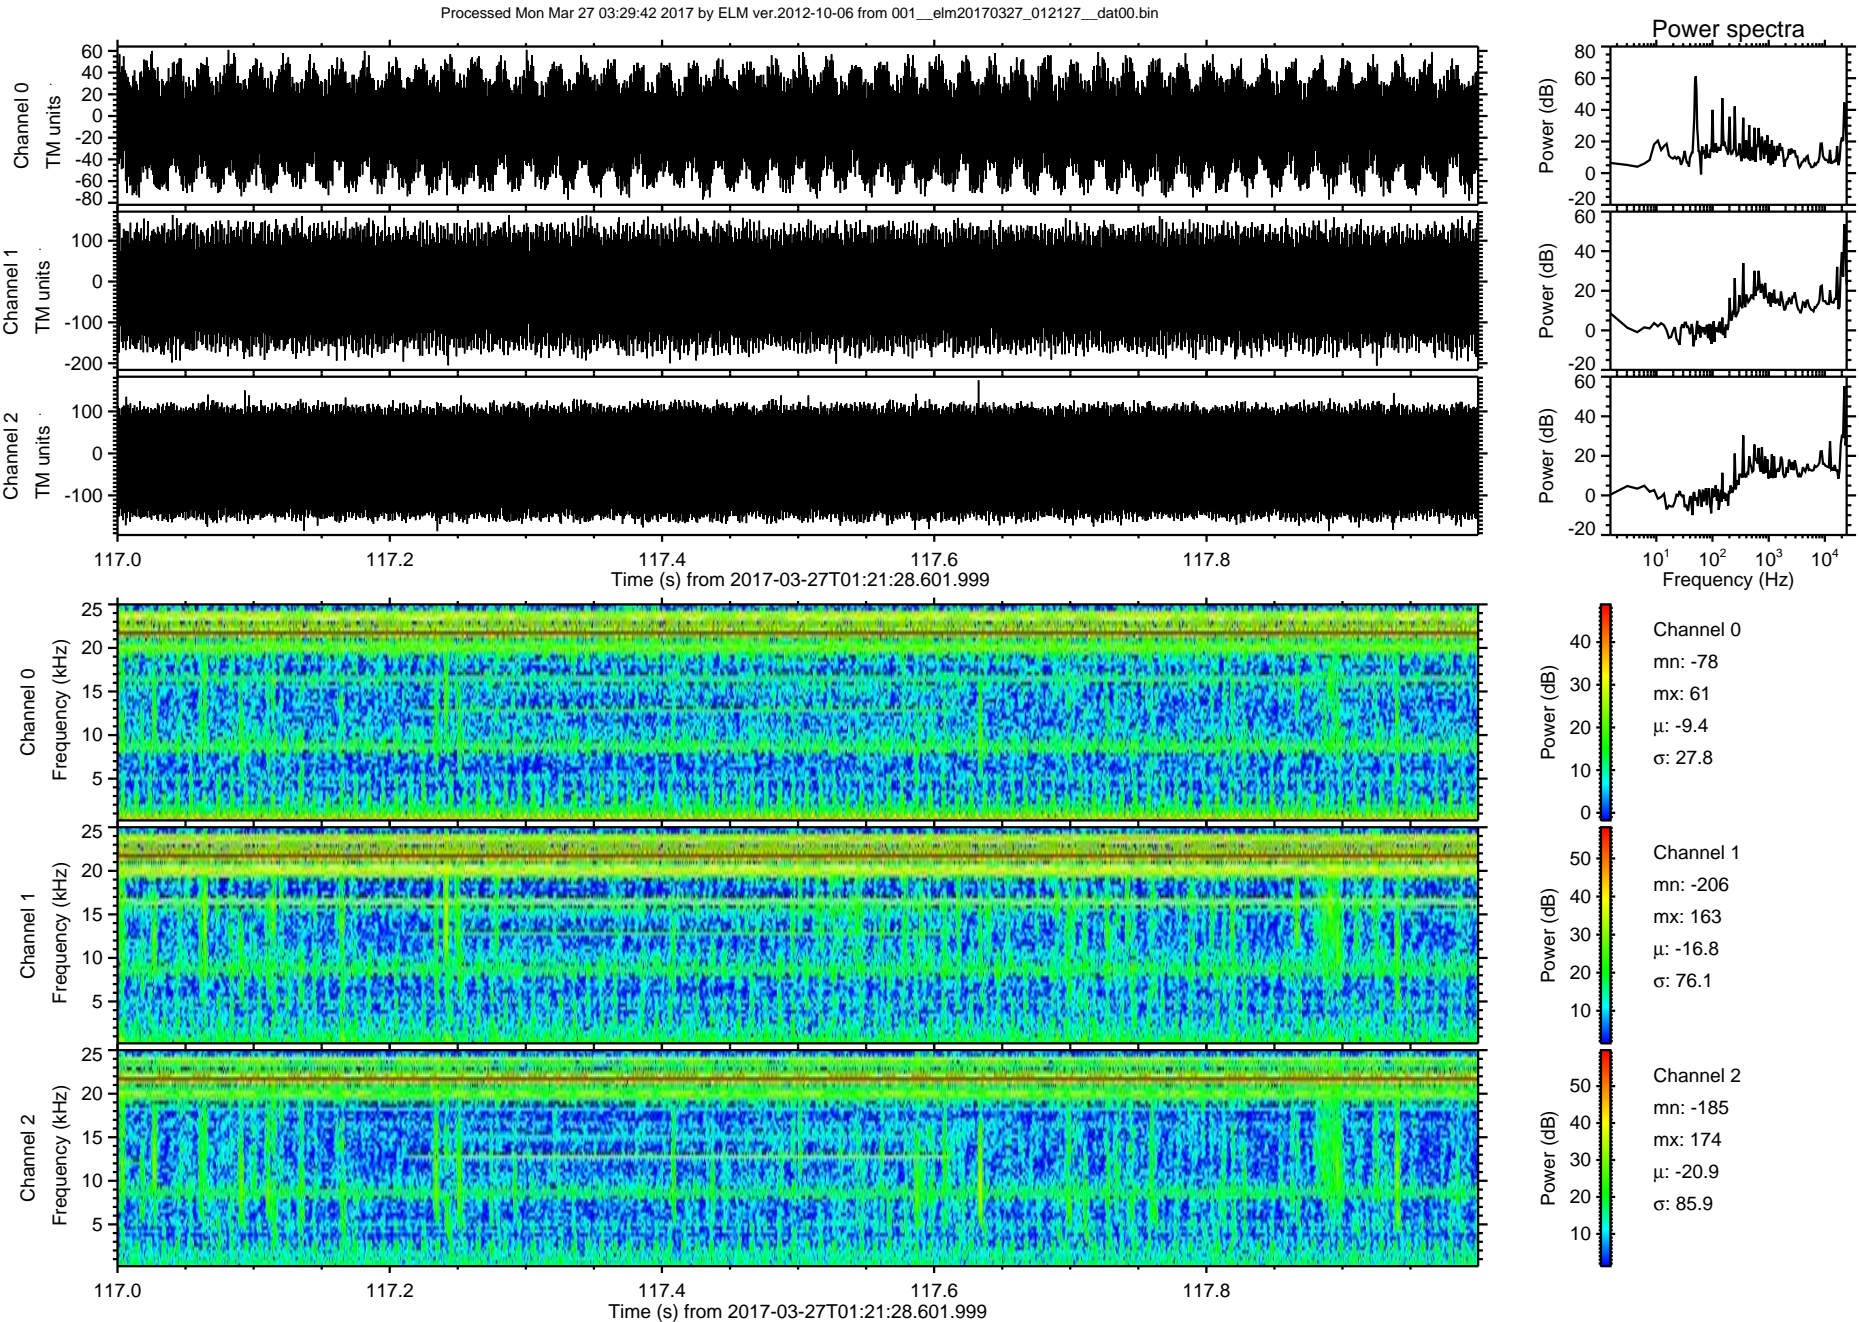 Processed Mon Mar 27 03:29:42 2017 by ELM ver.2012-10-06 from 001__elm20170327_012127__dat00.bin
Power spectra
Channel 0
TM units
60
40
20
0
-20
-40
-60
-80
Power (dB)
80
60
40
20
0
-20
Channel 1
TM units
100
0
-100
-200
Power (dB)
60
40
20
0
-20
Channel 2
TM units
100
0
-100
Power (dB)
60
40
20
0
-20
117.0 117.2 117.4 117.6 117.8
Time (s) from 2017-03-27T01:21:28.601.999
10¹ 10² 10³ 10⁴
Frequency (Hz)
Channel 0
Frequency (kHz)
25
20
15
10
5
Power (dB)
40
30
20
10
0
Channel 0
mn: -78
mx: 61
μ: -9.4
σ: 27.8
Channel 1
Frequency (kHz)
25
20
15
10
5
Power (dB)
50
40
30
20
10
Channel 1
mn: -206
mx: 163
μ: -16.8
σ: 76.1
Channel 2
Frequency (kHz)
25
20
15
10
5
Power (dB)
50
40
30
20
10
Channel 2
mn: -185
mx: 174
μ: -20.9
σ: 85.9
117.0 117.2 117.4 117.6 117.8
Time (s) from 2017-03-27T01:21:28.601.999